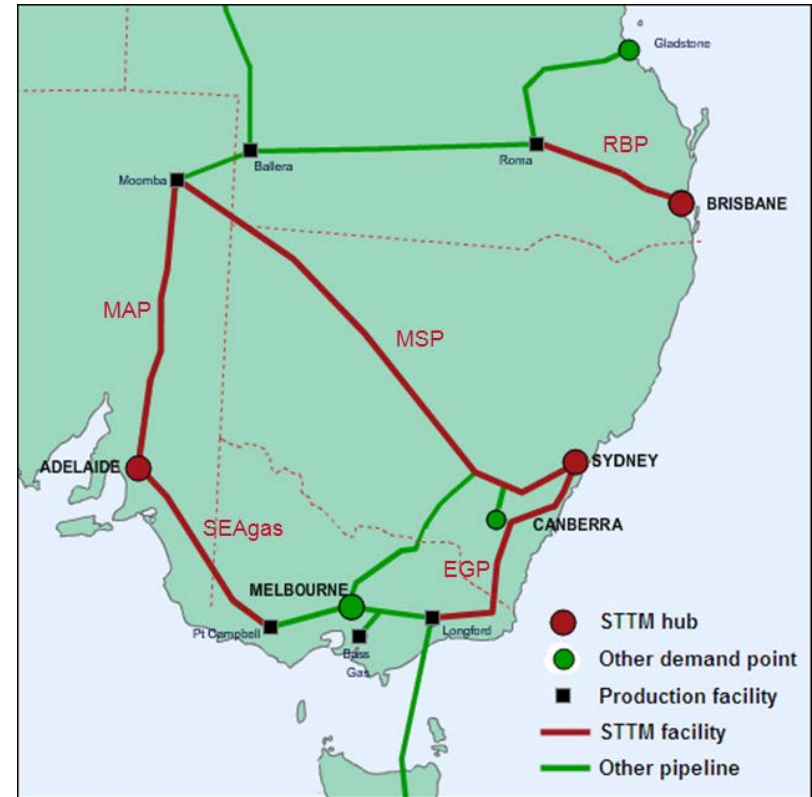 Gladstone
RBP
Roma
Ballera
Moomba
BRISBANE
MAP
MSP
ADELAIDE
SYDNEY
SEAgas
CANBERRA
EGP
MELBOURNE
Pt Campbell
Longford
Bass
Gas
STTM hub
Other demand point
Production facility
STTM facility
Other pipeline